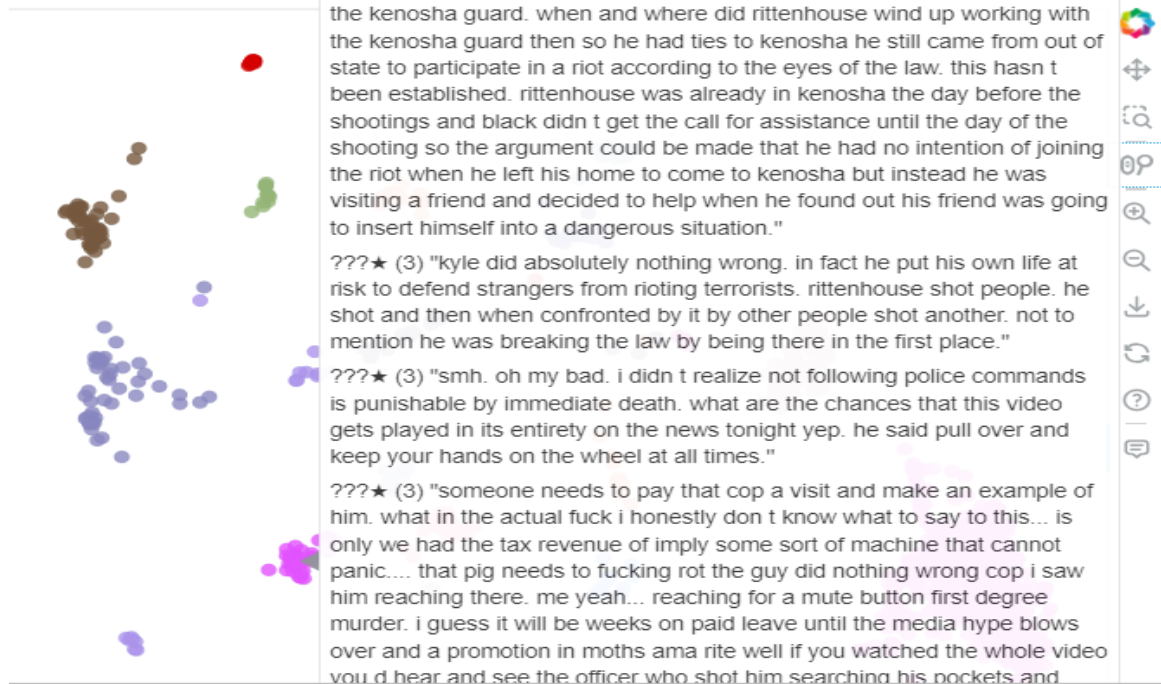 the kenosha guard. when and where did rittenhouse wind up working with
the kenosha guard then so he had ties to kenosha he still came from out of
state to participate in a riot according to the eyes of the law. this hasn t
been established. rittenhouse was already in kenosha the day before the
shootings and black didn t get the call for assistance until the day of the
shooting so the argument could be made that he had no intention of joining
the riot when he left his home to come to kenosha but instead he was
visiting a friend and decided to help when he found out his friend was going
to insert himself into a dangerous situation."
???★ (3) "kyle did absolutely nothing wrong. in fact he put his own life at
risk to defend strangers from rioting terrorists. rittenhouse shot people. he
shot and then when confronted by it by other people shot another. not to
mention he was breaking the law by being there in the first place."
???★ (3) "smh. oh my bad. i didn t realize not following police commands
is punishable by immediate death. what are the chances that this video
gets played in its entirety on the news tonight yep. he said pull over and
keep your hands on the wheel at all times."
???★ (3) "someone needs to pay that cop a visit and make an example of
him. what in the actual fuck i honestly don t know what to say to this... is
only we had the tax revenue of imply some sort of machine that cannot
panic.... that pig needs to fucking rot the guy did nothing wrong cop i saw
him reaching there. me yeah... reaching for a mute button first degree
murder. i guess it will be weeks on paid leave until the media hype blows
over and a promotion in moths ama rite well if you watched the whole video
you d hear and see the officer who shot him searching his pockets and